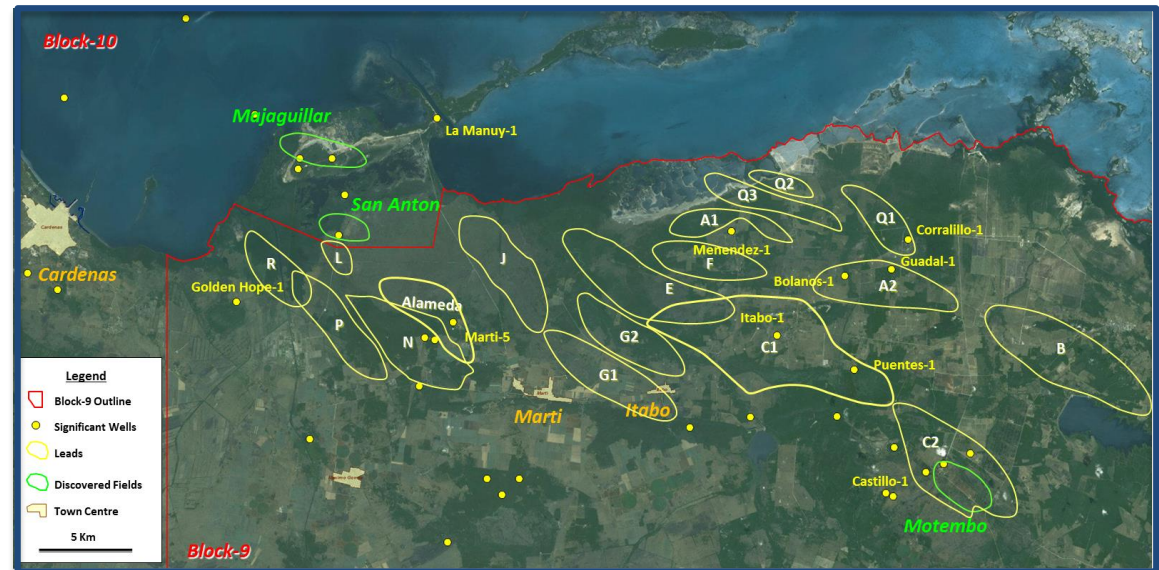 Block-10
Majaguillar
La Manuy-1
Q2
Q3
San Anton
A1
Q1
Corralillo-1
Menendez-1
L
J
R
F
Guadal-1
Cardenas
Cardenas
Bolanos-1
A2
Golden Hope-1
E
Alameda
Itabo-1
P
Marti-5
G2
N
C1
B
Puentes-1
G1
Legend
Block-9 Outline
Significant Wells
Leads
Discovered Fields
Town Centre
5 Km
Marti
Marti
Itabo
C2
Castillo-1
Motembo
Block-9